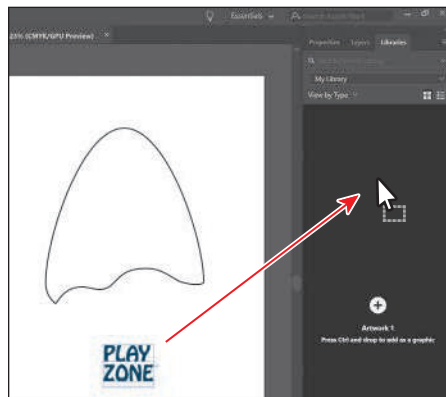 Essentials
23% (CMYK/GPU Preview) ×
Properties Layers Libraries
My Library
View by Type
Artwork 1
Press Ctrl and drop to add as a graphic
PLAY
ZONE